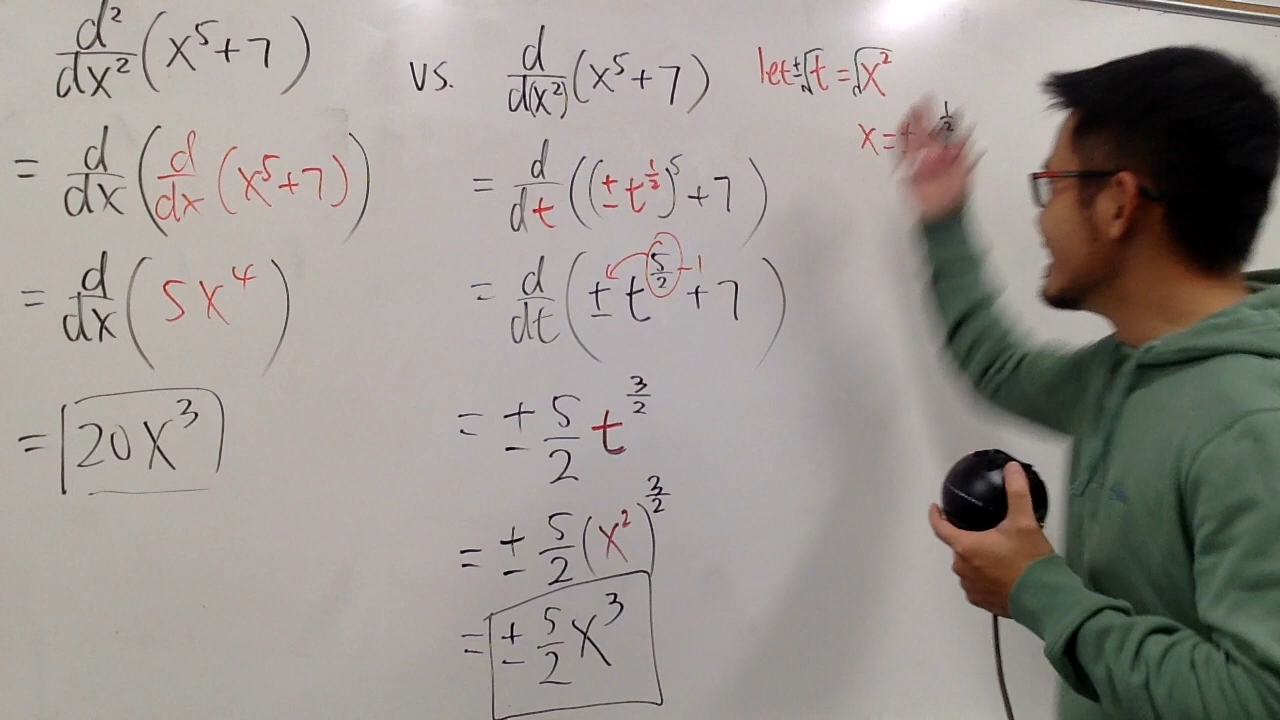 d²/dx² (x⁵+7) vs. d/d(x²) (x⁵+7) let ±√t = √x²
x = ± 1/2
= d/dx (d/dx (x⁵+7)) = d/dt ((± t^(1/2))⁵ + 7)
= d/dx (5x⁴) = d/dt (± t^(5/2 -1) + 7)
= 20x³ = ± 5/2 t^(3/2)
= ± 5/2 (x²)^(3/2)
= ± 5/2 x³